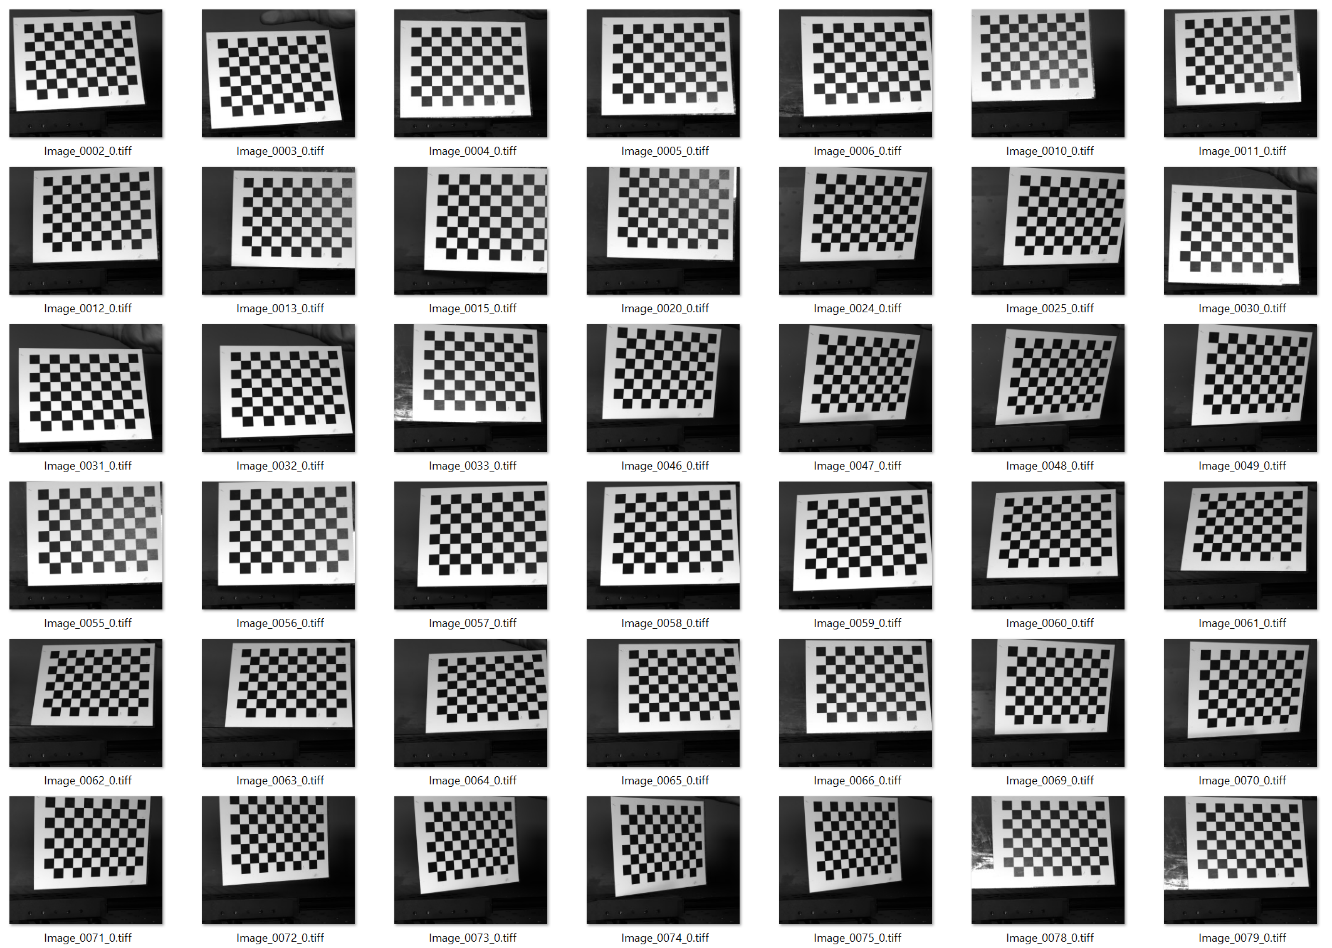 Image_0002_0.tiff
Image_0003_0.tiff
Image_0004_0.tiff
Image_0005_0.tiff
Image_0006_0.tiff
Image_0010_0.tiff
Image_0011_0.tiff
Image_0012_0.tiff
Image_0013_0.tiff
Image_0015_0.tiff
Image_0020_0.tiff
Image_0024_0.tiff
Image_0025_0.tiff
Image_0030_0.tiff
Image_0031_0.tiff
Image_0032_0.tiff
Image_0033_0.tiff
Image_0046_0.tiff
Image_0047_0.tiff
Image_0048_0.tiff
Image_0049_0.tiff
Image_0055_0.tiff
Image_0056_0.tiff
Image_0057_0.tiff
Image_0058_0.tiff
Image_0059_0.tiff
Image_0060_0.tiff
Image_0061_0.tiff
Image_0062_0.tiff
Image_0063_0.tiff
Image_0064_0.tiff
Image_0065_0.tiff
Image_0066_0.tiff
Image_0069_0.tiff
Image_0070_0.tiff
Image_0071_0.tiff
Image_0072_0.tiff
Image_0073_0.tiff
Image_0074_0.tiff
Image_0075_0.tiff
Image_0078_0.tiff
Image_0079_0.tiff